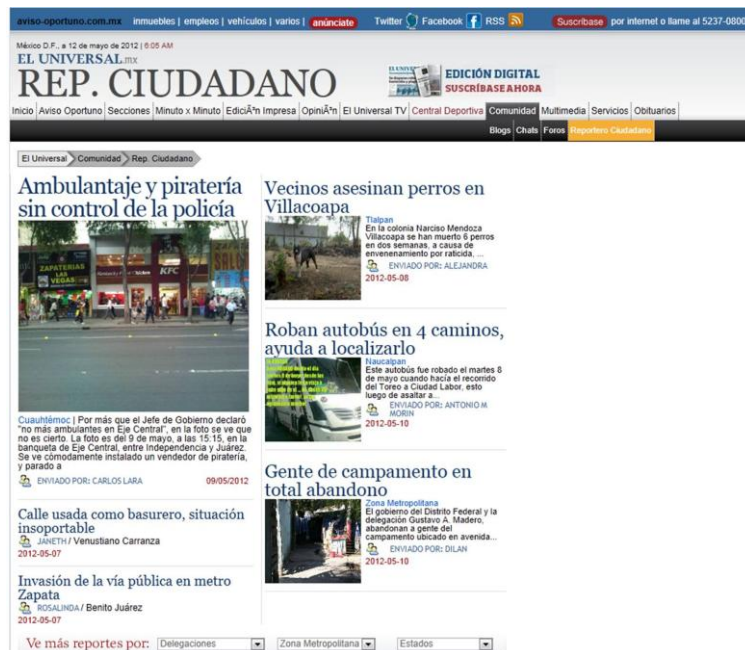 aviso-oportuno.com.mx inmuebles | empleos | vehículos | varios | anúnciate Twitter Facebook RSS Suscríbase por internet o llame al 5237-0800
México D.F., a 12 de mayo de 2012 | 6:05 AM
EL UNIVERSAL.mx
REP. CIUDADANO
EDICIÓN DIGITAL
SUSCRÍBASE AHORA
Inicio Aviso Oportuno Secciones Minuto x Minuto EdiciÃªn Impresa OpiniÃªn El Universal TV Central Deportiva Comunidad Multimedia Servicios Obituarios
Blogs Chats Foros Reportero Ciudadano
El Universal Comunidad Rep. Ciudadano
Ambulantaje y piratería
sin control de la policía
ZAPATERIAS
LAS
VEGAS
KFC
Cuauhtémoc | Por más que el Jefe de Gobierno declaró
"no más ambulantes en Eje Central", en la foto se ve que
no es cierto. La foto es del 9 de mayo, a las 15:15, en la
banqueta de Eje Central, entre Independencia y Juárez.
Se ve cómodamente instalado un vendedor de piratería,
y parado a
ENVIADO POR: CARLOS LARA 09/05/2012
Calle usada como basurero, situación
insoportable
JANETH / Venustiano Carranza
2012-05-07
Invasión de la vía pública en metro
Zapata
ROSALINDA / Benito Juárez
2012-05-07
Vecinos asesinan perros en
Villacoapa
Tlalpan
En la colonia Narciso Mendoza
Villacoapa se han muerto 6 perros
en dos semanas, a causa de
envenenamiento por raticida, ...
ENVIADO POR: ALEJANDRA
2012-05-08
Roban autobús en 4 caminos,
ayuda a localizarlo
Naucalpan
Este autobús fue robado el martes 8
de mayo cuando hacía el recorrido
del Toreo a Ciudad Labor, esto
luego de asaltar a...
ENVIADO POR: ANTONIO M
MORIN
2012-05-10
Gente de campamento en
total abandono
Zona Metropolitana
El gobierno del Distrito Federal y la
delegación Gustavo A. Madero,
abandonan a gente del
campamento ubicado en avenida...
ENVIADO POR: DILAN
2012-05-10
Ve más reportes por: Delegaciones Zona Metropolitana Estados